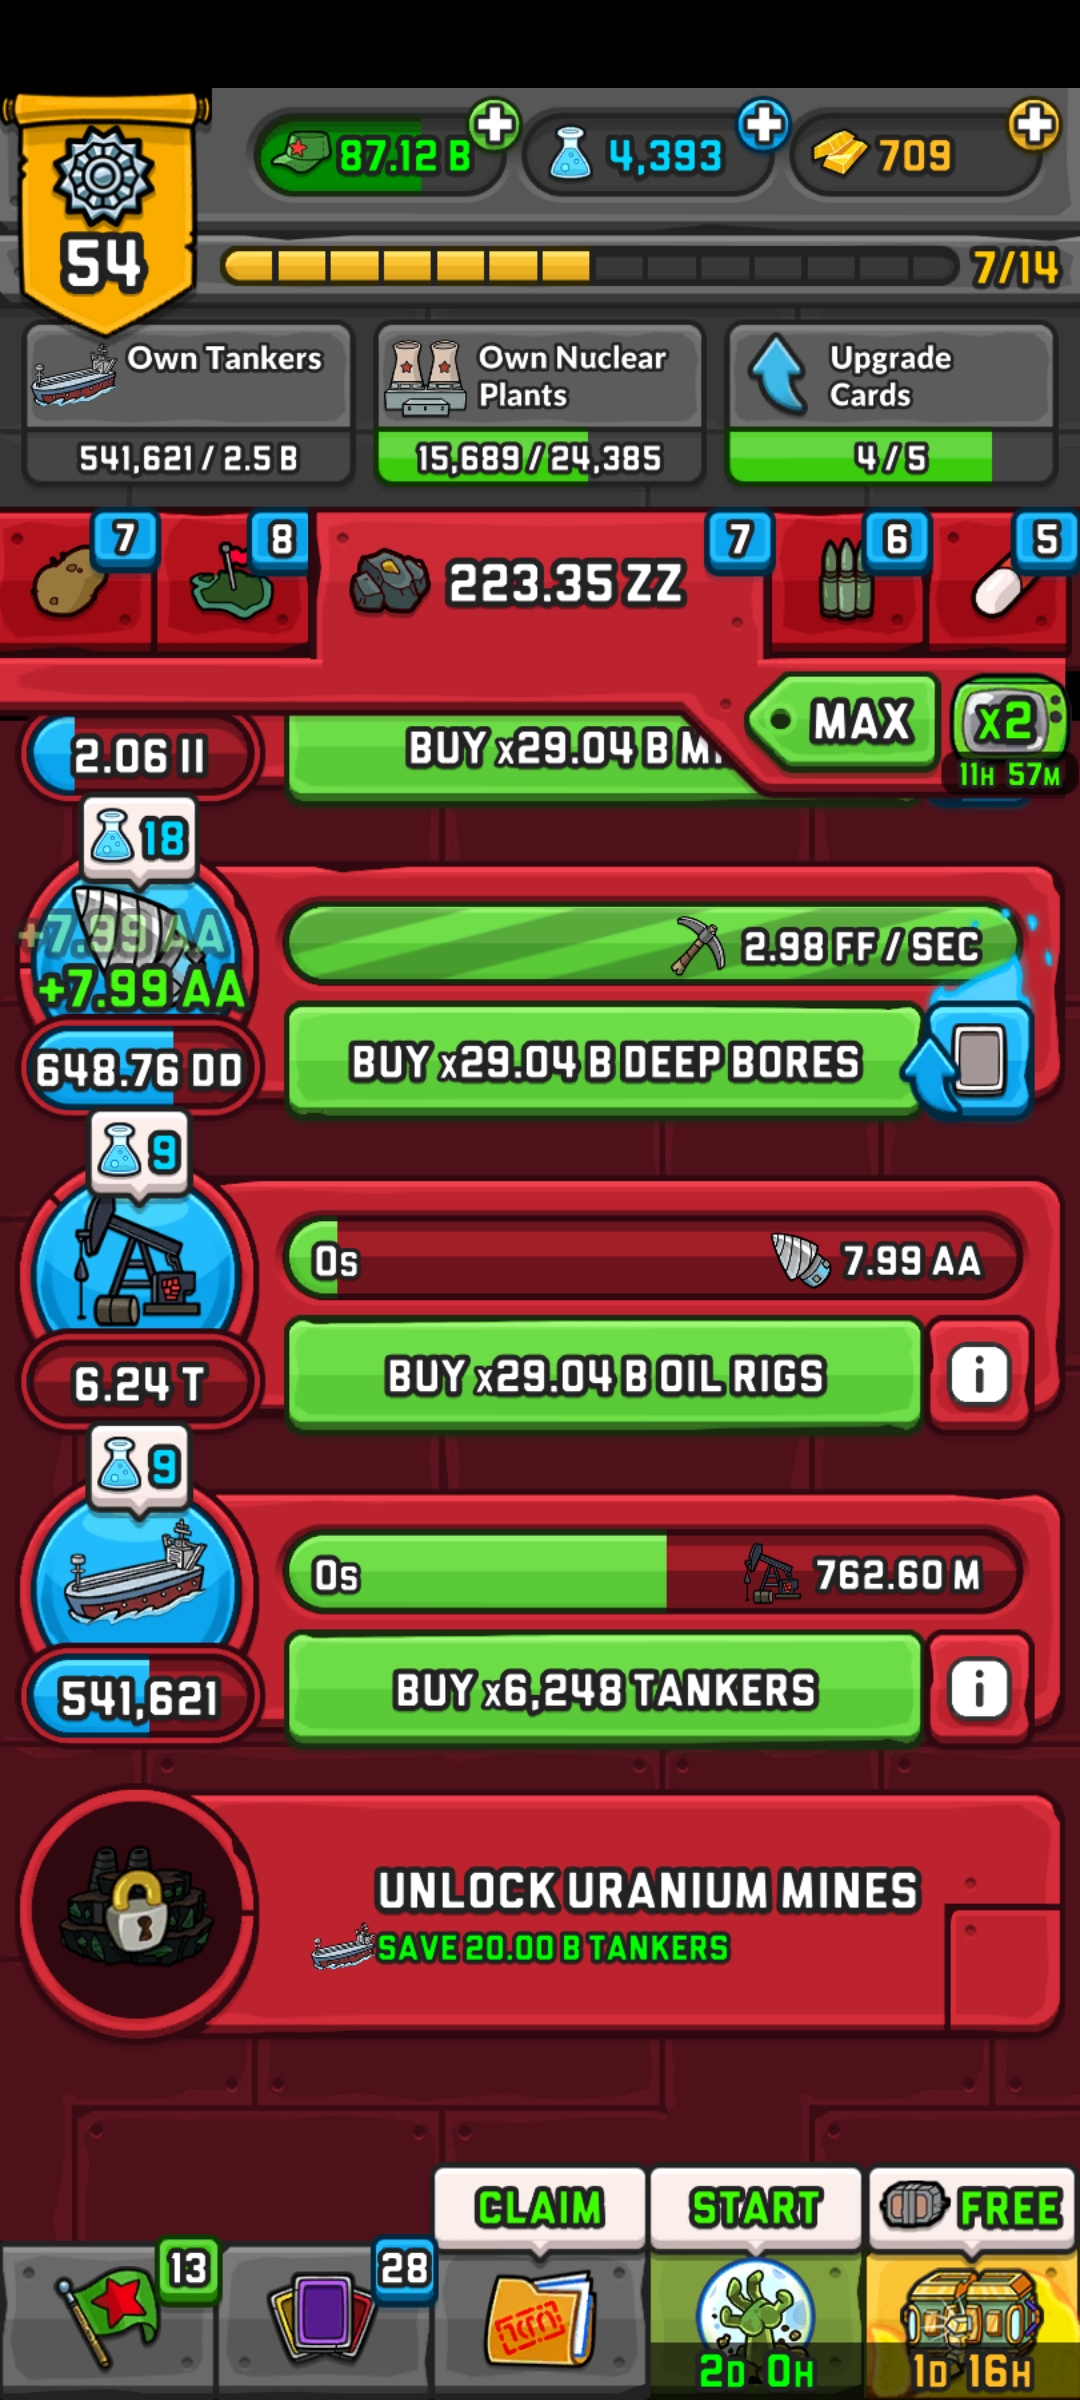 87.12 B
4,393
709
54
7/14
Own Tankers
541,621 / 2.5 B
Own Nuclear
Plants
15,689 / 24,385
Upgrade
Cards
4 / 5
7
8
223.35 ZZ
7
6
5
MAX
x2
11H 57M
2.06 II
BUY x29.04 B
18
+7.99 AA
+7.99 AA
2.98 FF / SEC
648.76 DD
BUY x29.04 B DEEP BORES
9
0s
7.99 AA
6.24 T
BUY x29.04 B OIL RIGS
9
0s
762.60 M
541,621
BUY x6,248 TANKERS
UNLOCK URANIUM MINES
SAVE 20.00 B TANKERS
CLAIM
START
FREE
13
28
2D 0H
1D 16H